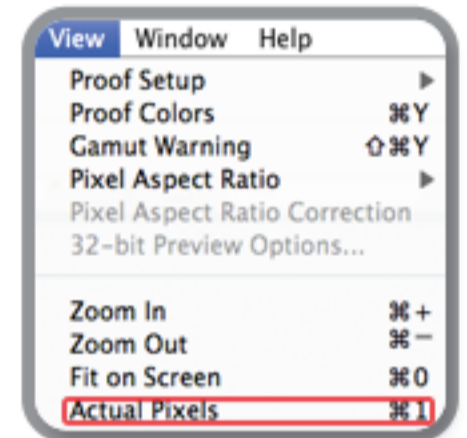 View Window Help
Proof Setup ▶
Proof Colors ⌘Y
Gamut Warning ⇧⌘Y
Pixel Aspect Ratio ▶
Pixel Aspect Ratio Correction
32-bit Preview Options...
Zoom In ⌘+
Zoom Out ⌘−
Fit on Screen ⌘0
Actual Pixels ⌘1